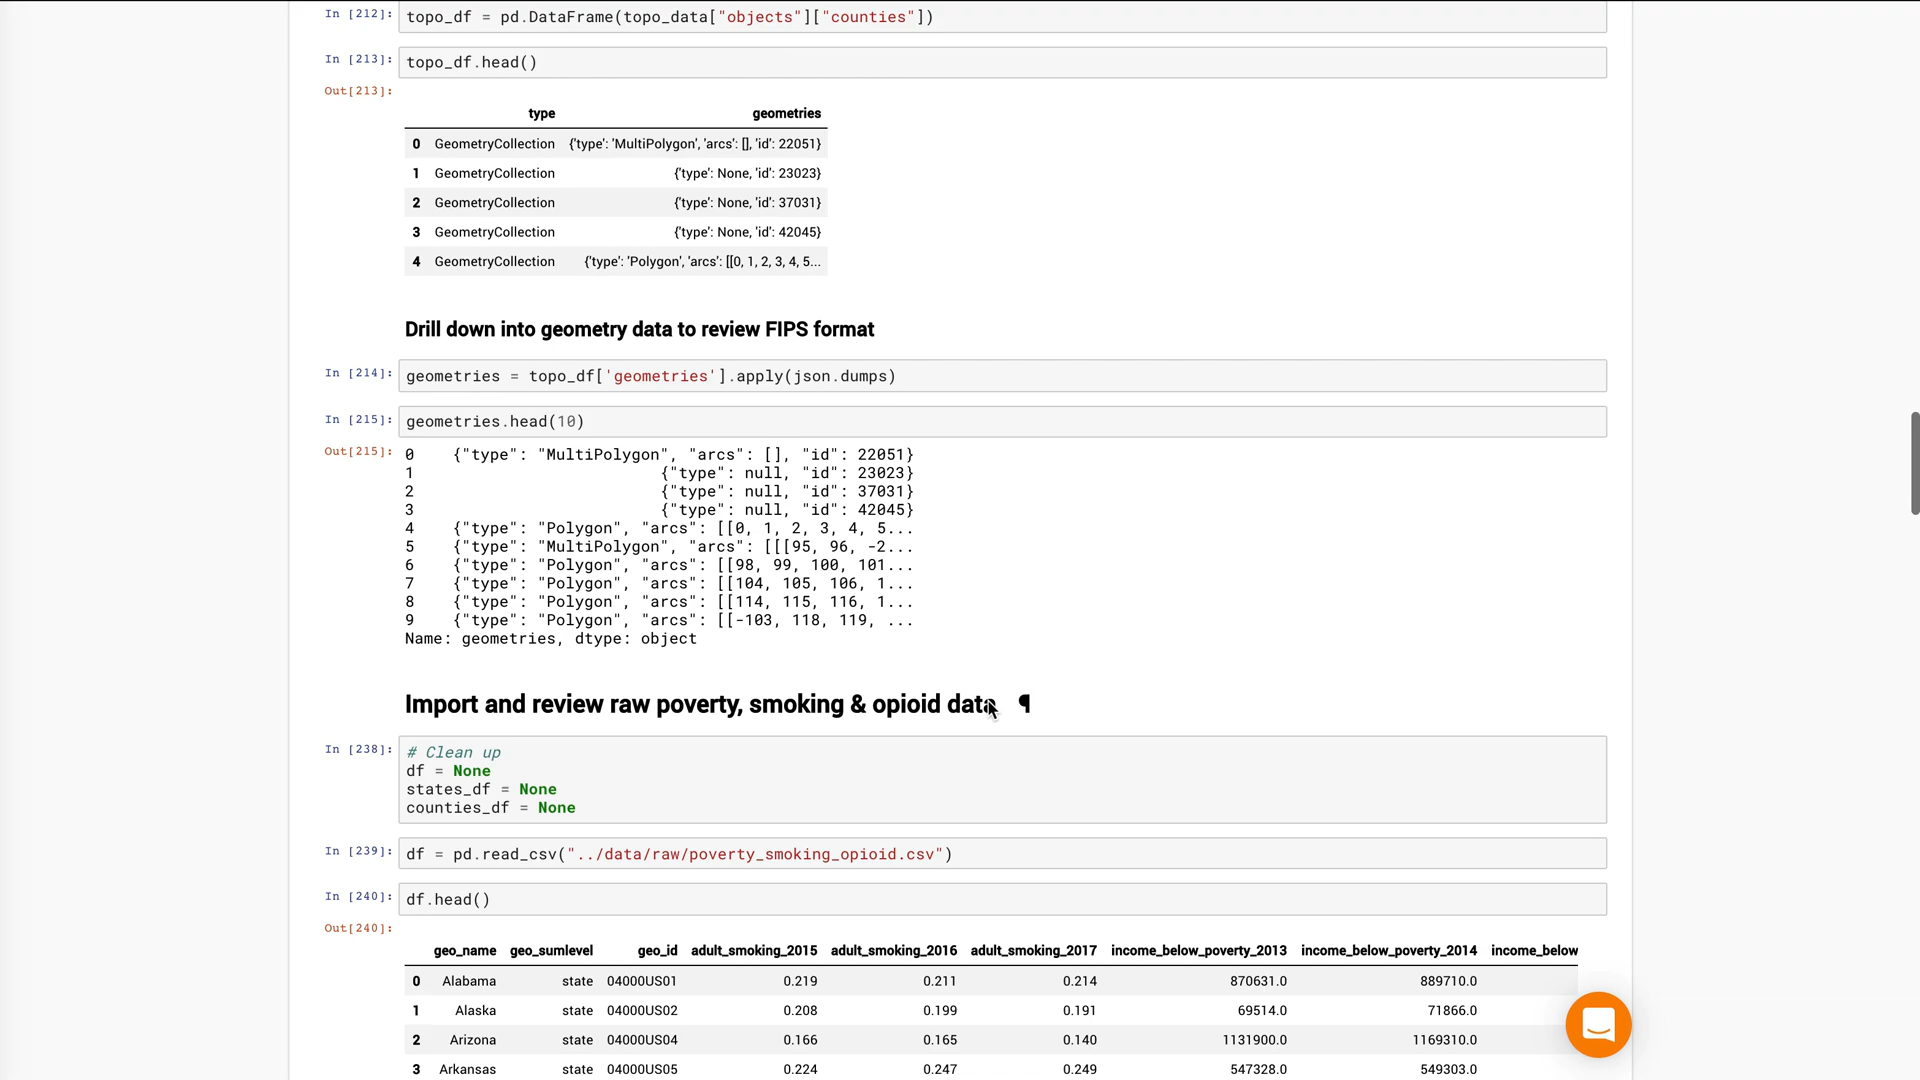 In [212]: topo_df = pd.DataFrame(topo_data["objects"]["counties"])
In [213]: topo_df.head()
Out[213]:
type geometries
0 GeometryCollection {'type': 'MultiPolygon', 'arcs': [], 'id': 22051}
1 GeometryCollection {'type': None, 'id': 23023}
2 GeometryCollection {'type': None, 'id': 37031}
3 GeometryCollection {'type': None, 'id': 42045}
4 GeometryCollection {'type': 'Polygon', 'arcs': [[0, 1, 2, 3, 4, 5...
Drill down into geometry data to review FIPS format
In [214]: geometries = topo_df['geometries'].apply(json.dumps)
In [215]: geometries.head(10)
Out[215]: 0 {"type": "MultiPolygon", "arcs": [], "id": 22051}
1 {"type": null, "id": 23023}
2 {"type": null, "id": 37031}
3 {"type": null, "id": 42045}
4 {"type": "Polygon", "arcs": [[0, 1, 2, 3, 4, 5...
5 {"type": "MultiPolygon", "arcs": [[[95, 96, -2...
6 {"type": "Polygon", "arcs": [[98, 99, 100, 101...
7 {"type": "Polygon", "arcs": [[104, 105, 106, 1...
8 {"type": "Polygon", "arcs": [[114, 115, 116, 1...
9 {"type": "Polygon", "arcs": [[-103, 118, 119, ...
Name: geometries, dtype: object
Import and review raw poverty, smoking & opioid data ¶
In [238]: # Clean up
df = None
states_df = None
counties_df = None
In [239]: df = pd.read_csv("../data/raw/poverty_smoking_opioid.csv")
In [240]: df.head()
Out[240]:
geo_name geo_sumlevel geo_id adult_smoking_2015 adult_smoking_2016 adult_smoking_2017 income_below_poverty_2013 income_below_poverty_2014 income_below
0 Alabama state 04000US01 0.219 0.211 0.214 870631.0 889710.0
1 Alaska state 04000US02 0.208 0.199 0.191 69514.0 71866.0
2 Arizona state 04000US04 0.166 0.165 0.140 1131900.0 1169310.0
3 Arkansas state 04000US05 0.224 0.247 0.249 547328.0 549303.0